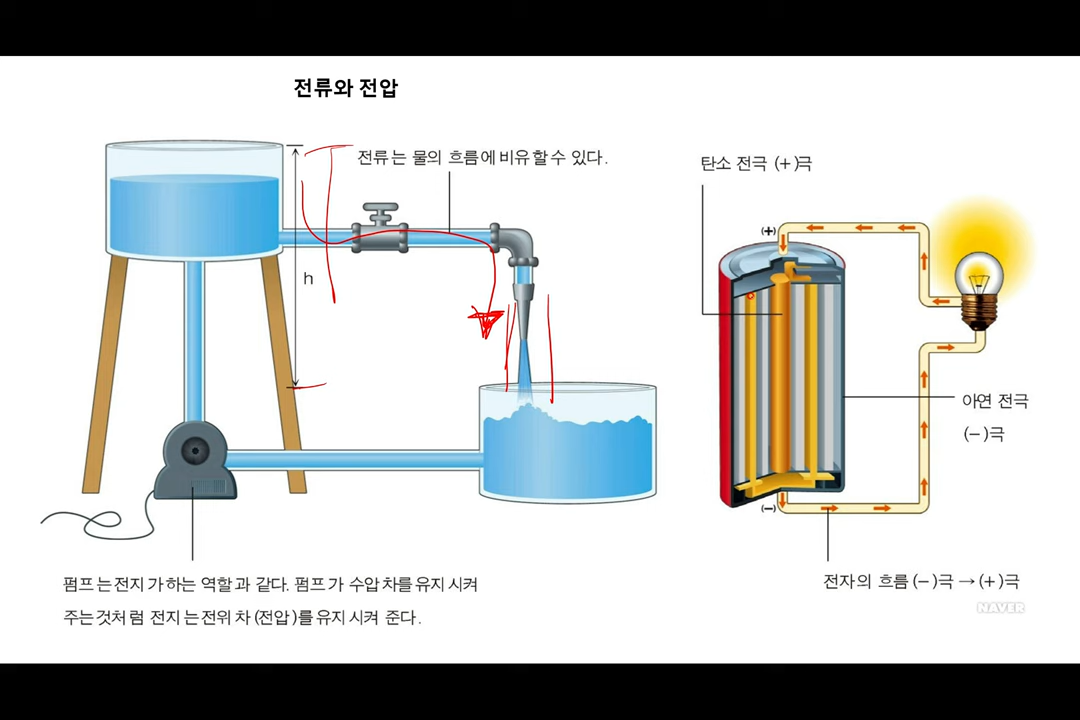 전류와 전압
전류는 물의 흐름에 비유할 수 있다.
h
펌프는 전지가 하는 역할과 같다. 펌프가 수압 차를 유지 시켜
주는 것처럼 전지는 전위 차 (전압)를 유지 시켜 준다.
탄소 전극 (+)극
(+)
아연 전극
(-)극
(-)
전자의 흐름 (-)극 → (+)극
NAVER